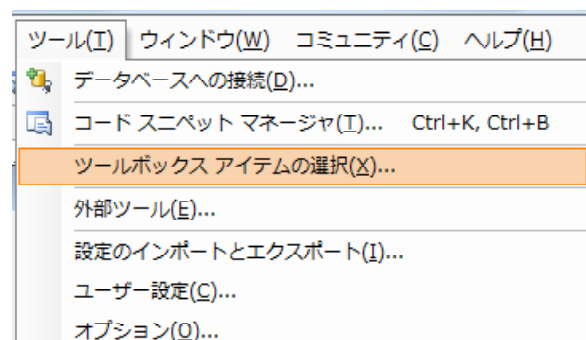 ツール(T) ウィンドウ(W) コミュニティ(C) ヘルプ(H)
データベースへの接続(D)...
コード スニペット マネージャ(T)... Ctrl+K, Ctrl+B
ツールボックス アイテムの選択(X)...
外部ツール(E)...
設定のインポートとエクスポート(I)...
ユーザー設定(C)...
オプション(O)...